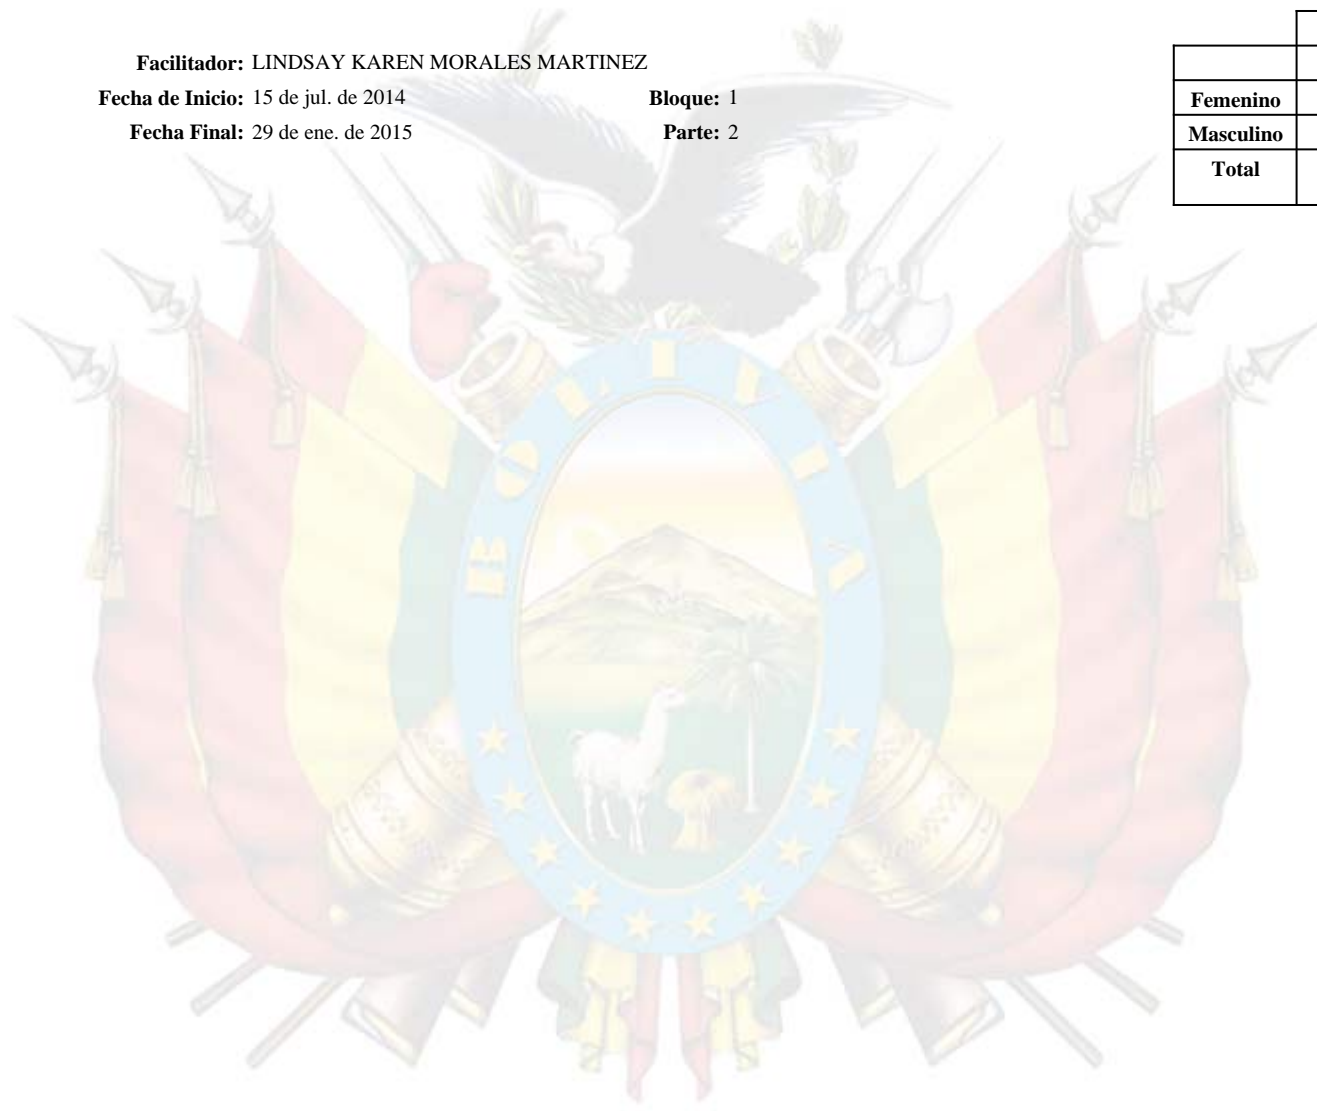 Facilitador: LINDSAY KAREN MORALES MARTINEZ
Fecha de Inicio: 15 de jul. de 2014 Bloque: 1
Fecha Final: 29 de ene. de 2015 Parte: 2
Femenino
Masculino
Total
BOLIVIA